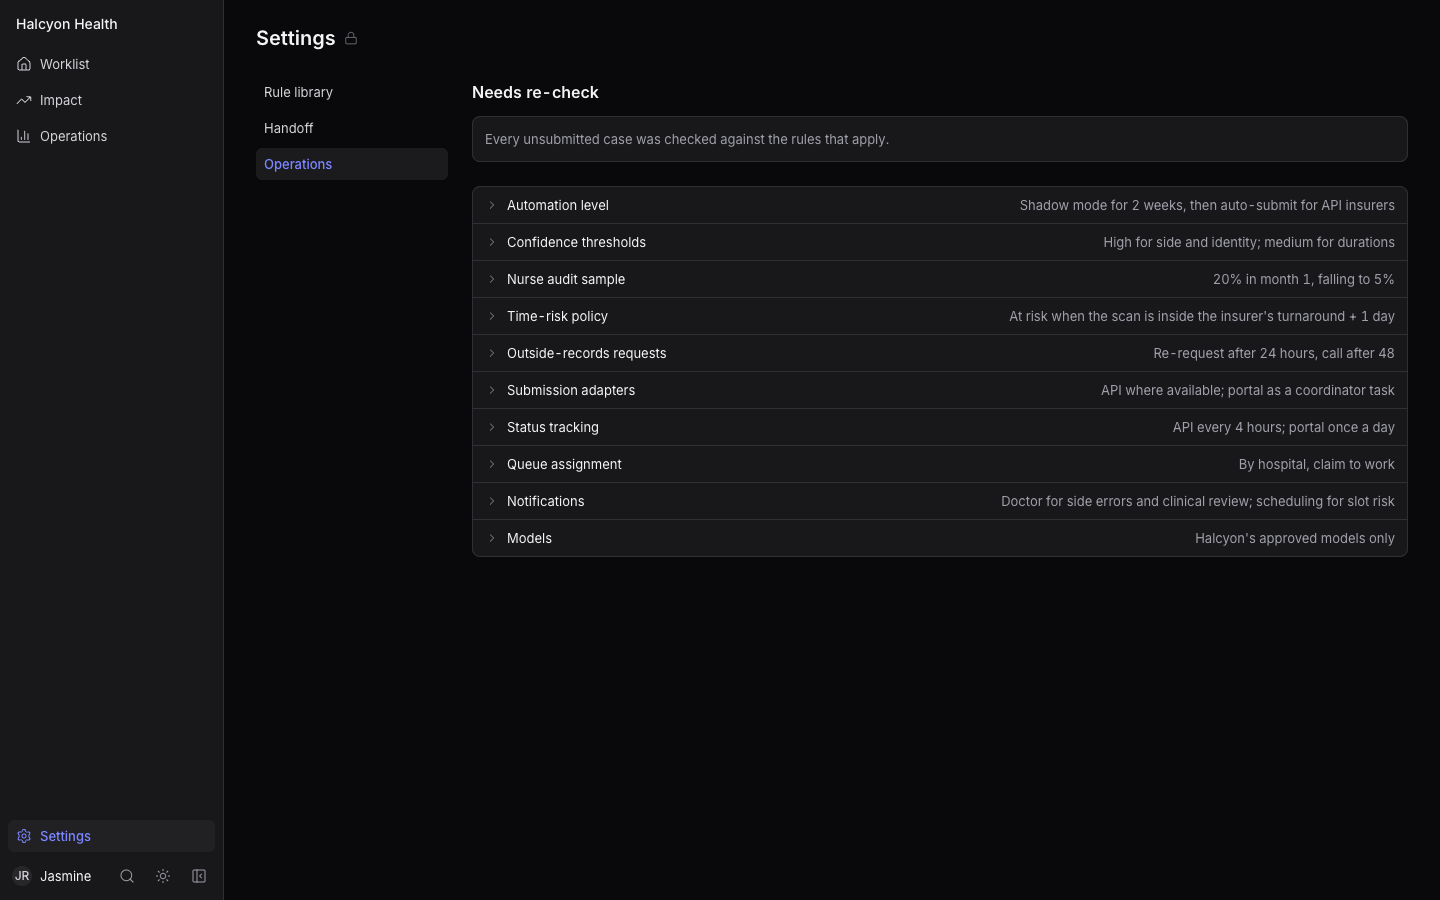 Halcyon Health
Worklist
Impact
Operations
Settings
JR Jasmine
Settings
Rule library
Handoff
Operations
Needs re-check
Every unsubmitted case was checked against the rules that apply.
Automation level Shadow mode for 2 weeks, then auto-submit for API insurers
Confidence thresholds High for side and identity; medium for durations
Nurse audit sample 20% in month 1, falling to 5%
Time-risk policy At risk when the scan is inside the insurer's turnaround + 1 day
Outside-records requests Re-request after 24 hours, call after 48
Submission adapters API where available; portal as a coordinator task
Status tracking API every 4 hours; portal once a day
Queue assignment By hospital, claim to work
Notifications Doctor for side errors and clinical review; scheduling for slot risk
Models Halcyon's approved models only